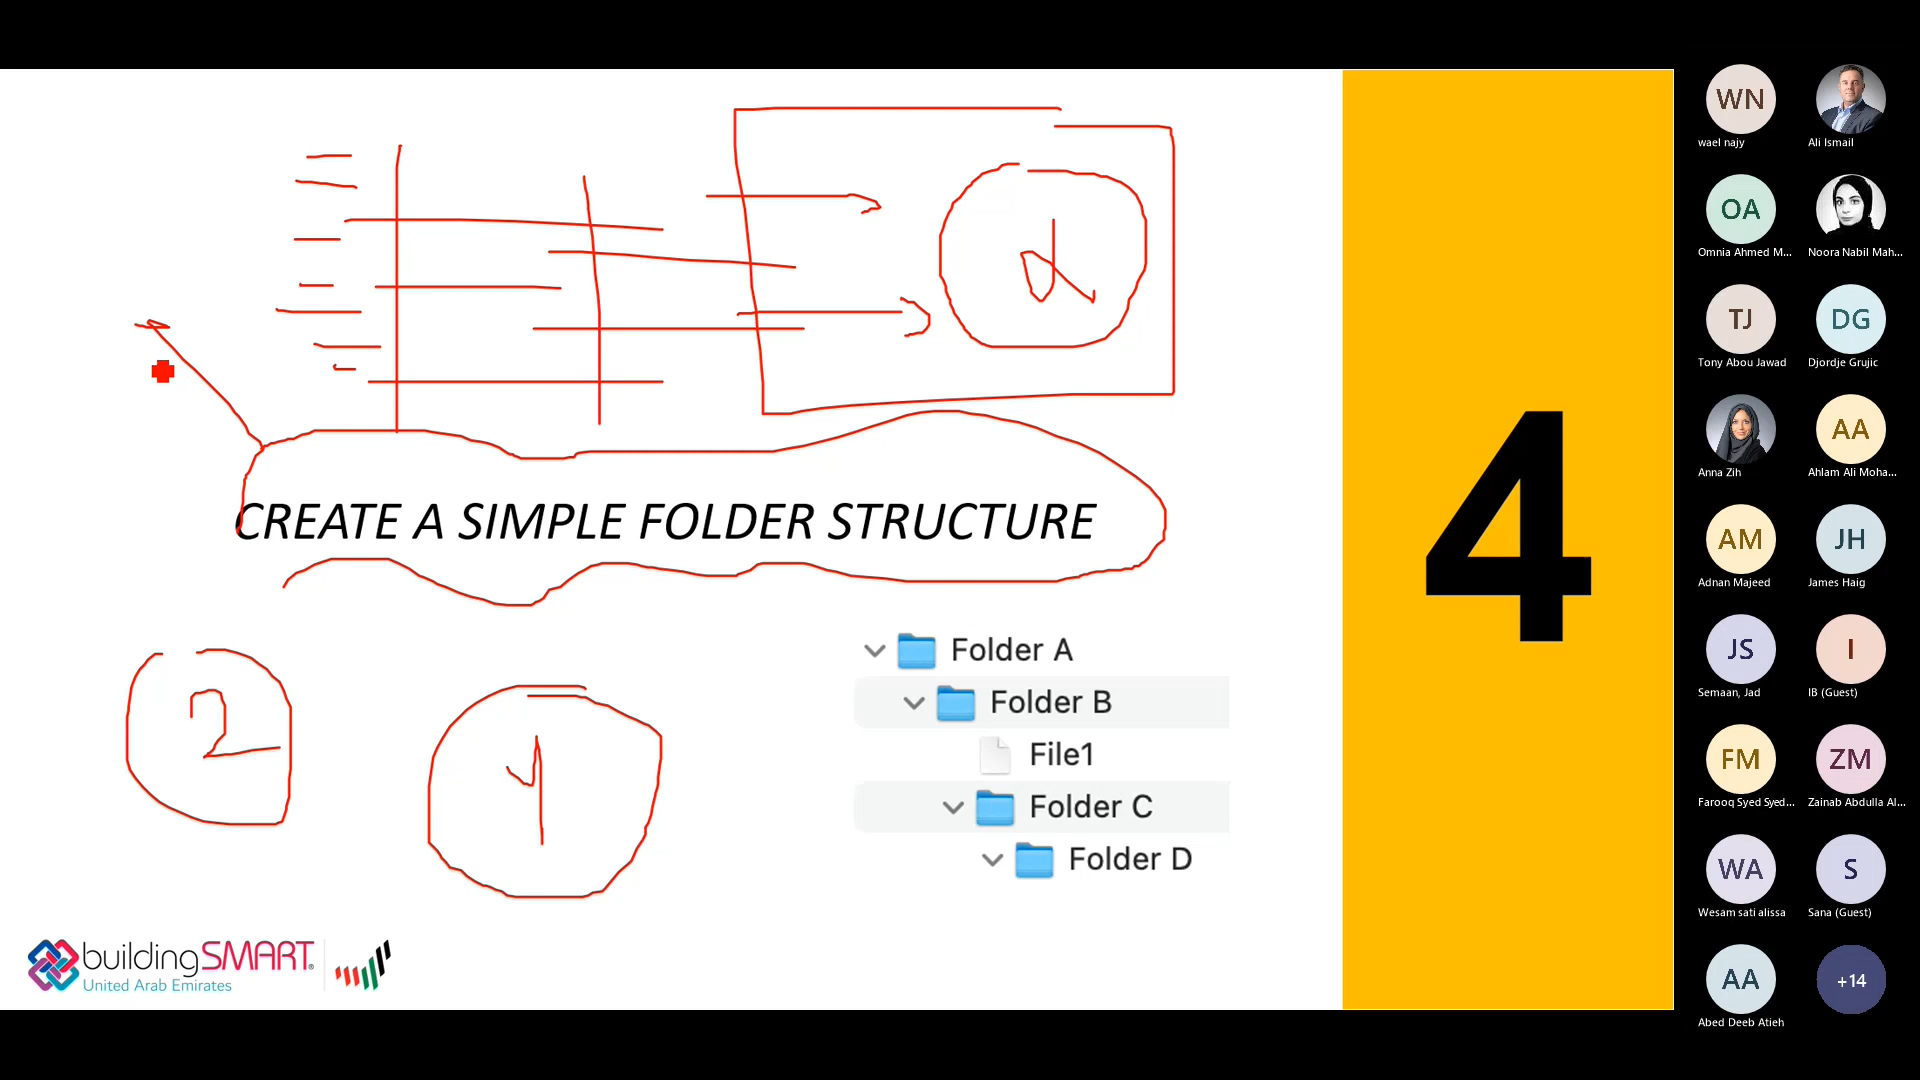 CREATE A SIMPLE FOLDER STRUCTURE
4
2
Folder A
Folder B
File1
Folder C
Folder D
buildingSMART®
United Arab Emirates
WN
wael najy
Ali Ismail
OA
Omnia Ahmed M...
Noora Nabil Mah...
TJ
Tony Abou Jawad
DG
Djordje Grujic
Anna Zih
AA
Ahlam Ali Moha...
AM
Adnan Majeed
JH
James Haig
JS
Semaan, Jad
I
IB (Guest)
FM
Farooq Syed Syed...
ZM
Zainab Abdulla Al...
WA
Wesam sati alissa
S
Sana (Guest)
AA
Abed Deeb Atieh
+14